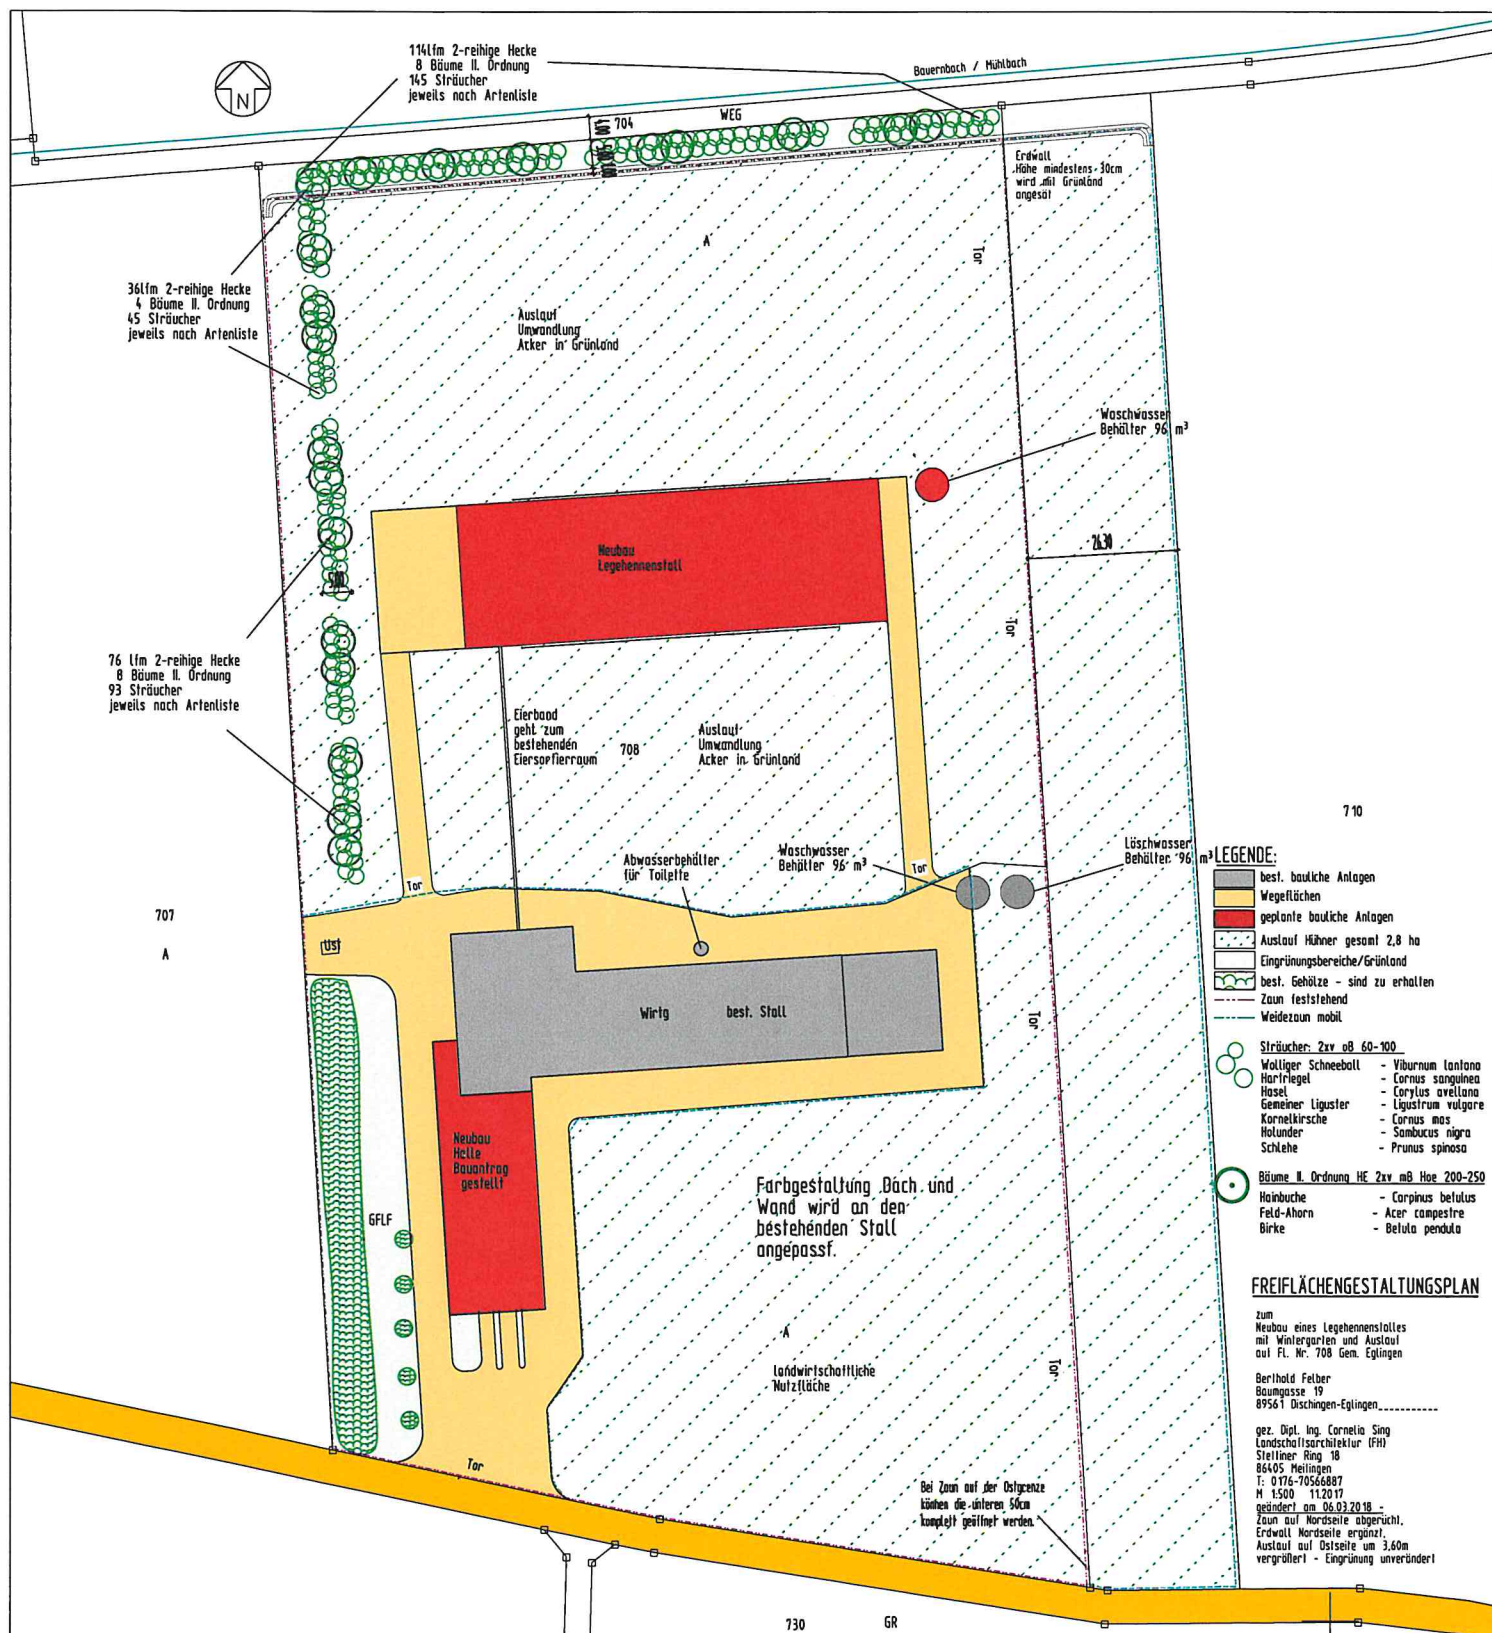 114lfm 2-reihige Hecke
8 Bäume II. Ordnung
145 Sträucher
jeweils nach Artenliste
Bauernbach / Mühlbach
N
704
WEG
4,00
5,00
Erdwall
Höhe mindestens 30cm
wird mit Grünland
angesät
A
Tor
36lfm 2-reihige Hecke
4 Bäume II. Ordnung
45 Sträucher
jeweils nach Artenliste
Auslauf
Umwandlung
Acker in Grünland
Waschwasser
Behälter 96 m³
26.30
Neubau
Legehennenstall
5,00
Tor
76 lfm 2-reihige Hecke
8 Bäume II. Ordnung
93 Sträucher
jeweils nach Artenliste
Eierband
geht zum
bestehenden
Eiersortierraum
708
Auslauf
Umwandlung
Acker in Grünland
710
Abwasserbehälter
für Toilette
Waschwasser
Behälter 96 m³
Löschwasser
Behälter 96 m³
Tor
Tor
707
A
Ust
Wirtg
best. Stall
Tor
LEGENDE:
best. bauliche Anlagen
Wegeflächen
geplante bauliche Anlagen
Auslauf Hühner gesamt 2,8 ha
Eingrünungsbereiche/Grünland
best. Gehölze - sind zu erhalten
Zaun feststehend
Weidezaun mobil
Sträucher: 2xv oB 60-100
Wolliger Schneeball - Viburnum lantana
Hartriegel - Cornus sanguinea
Hasel - Corylus avellana
Gemeiner Liguster - Ligustrum vulgare
Kornelkirsche - Cornus mas
Holunder - Sambucus nigra
Schlehe - Prunus spinosa
Bäume II. Ordnung HE 2xv mB Hoe 200-250
Hainbuche - Carpinus betulus
Feld-Ahorn - Acer campestre
Birke - Betula pendula
Neubau
Halle
Bauantrag
gestellt
GFLF
Farbgestaltung Dach und
Wand wird an den
bestehenden Stall
angepasst.
A
landwirtschaftliche
Nutzfläche
Tor
Tor
Bei Zaun auf der Ostgrenze
können die unteren 50cm
komplett geöffnet werden.
FREIFLÄCHENGESTALTUNGSPLAN
zum
Neubau eines Legehennenstalles
mit Wintergarten und Auslauf
auf Fl. Nr. 708 Gem. Eglingen
Berthold Felber
Baumgasse 19
89561 Dischingen-Eglingen
gez. Dipl. Ing. Cornelia Sing
Landschaftsarchitektur (FH)
Stettiner Ring 18
86405 Meitingen
T: 0176-70566887
M 1:500 11.2017
geändert am 06.03.2018 -
Zaun auf Nordseite abgerückt,
Erdwall Nordseite ergänzt,
Auslauf auf Ostseite um 3,60m
vergrößert - Eingrünung unverändert
730
GR